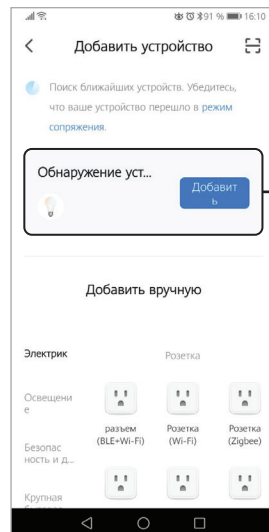 91 % 16:10
Добавить устройство
Поиск ближайших устройств. Убедитесь,
что ваше устройство перешло в режим
сопряжения.
Обнаружение уст...
Добавит
ь
Добавить вручную
Электрик
Розетка
Освещени
е
разъем
(BLE+Wi-Fi)
Розетка
(Wi-Fi)
Розетка
(Zigbee)
Безопас
ность и д...
Крупная